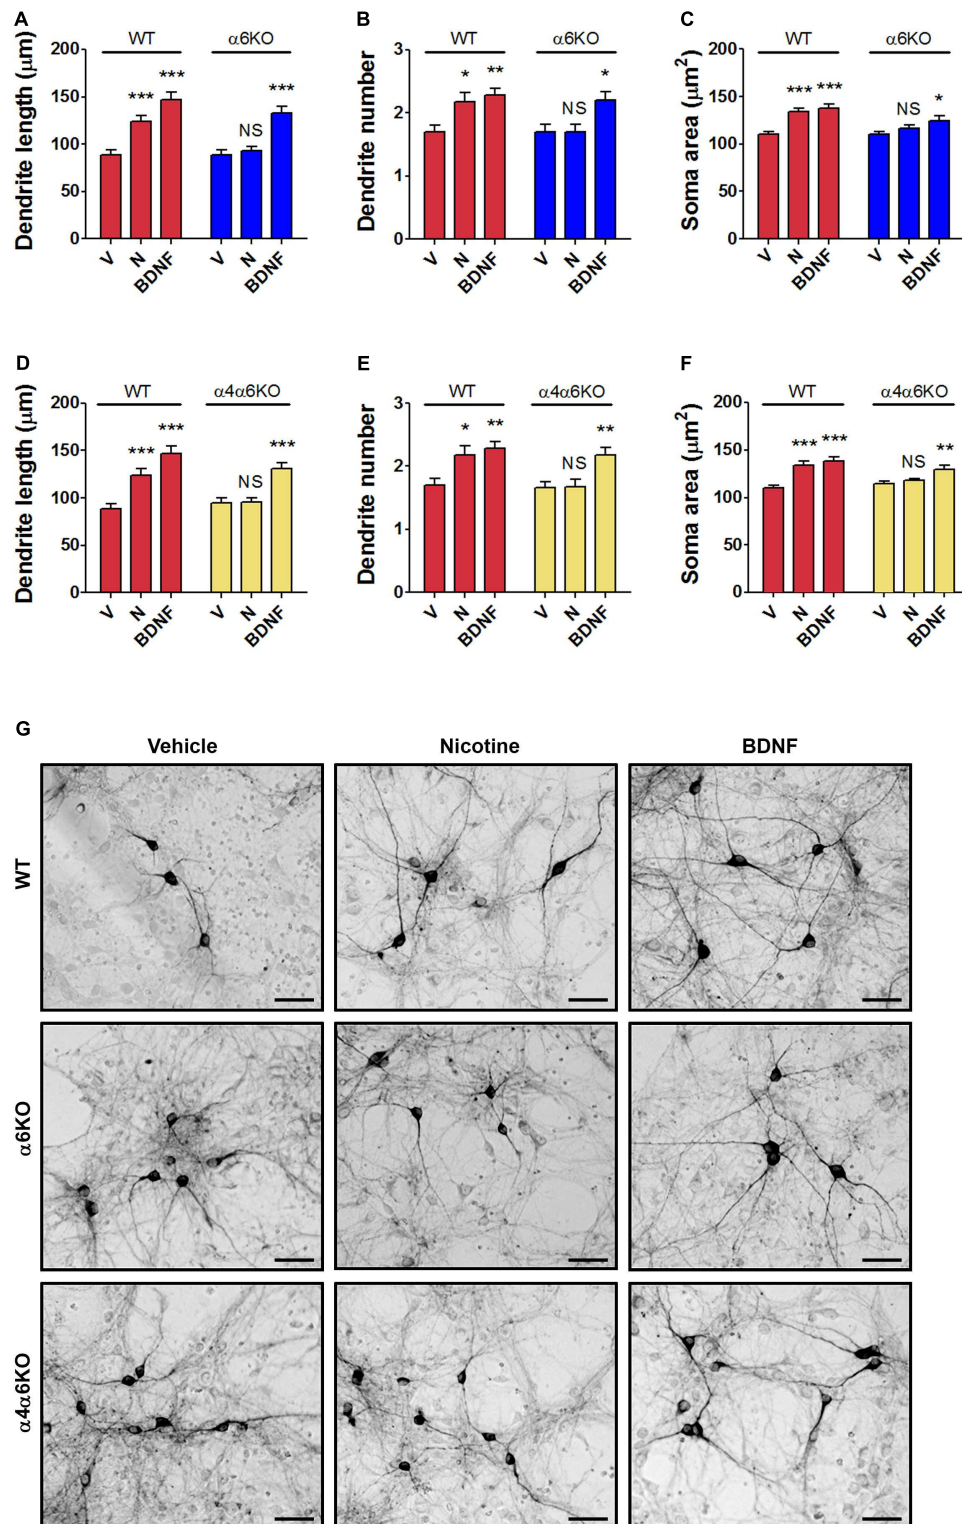 A
WT α6KO
Dendrite length (μm)
200
150
100
50
0
*** *** NS ***
V N BDNF V N BDNF
B
WT α6KO
Dendrite number
3
2
1
0
* ** NS *
V N BDNF V N BDNF
C
WT α6KO
Soma area (μm²)
200
150
100
50
0
*** *** NS *
V N BDNF V N BDNF
D
WT α4α6KO
Dendrite length (μm)
200
150
100
50
0
*** *** NS ***
V N BDNF V N BDNF
E
WT α4α6KO
Dendrite number
3
2
1
0
* ** NS **
V N BDNF V N BDNF
F
WT α4α6KO
Soma area (μm²)
200
150
100
50
0
*** *** NS **
V N BDNF V N BDNF
G
Vehicle Nicotine BDNF
WT
α6KO
α4α6KO